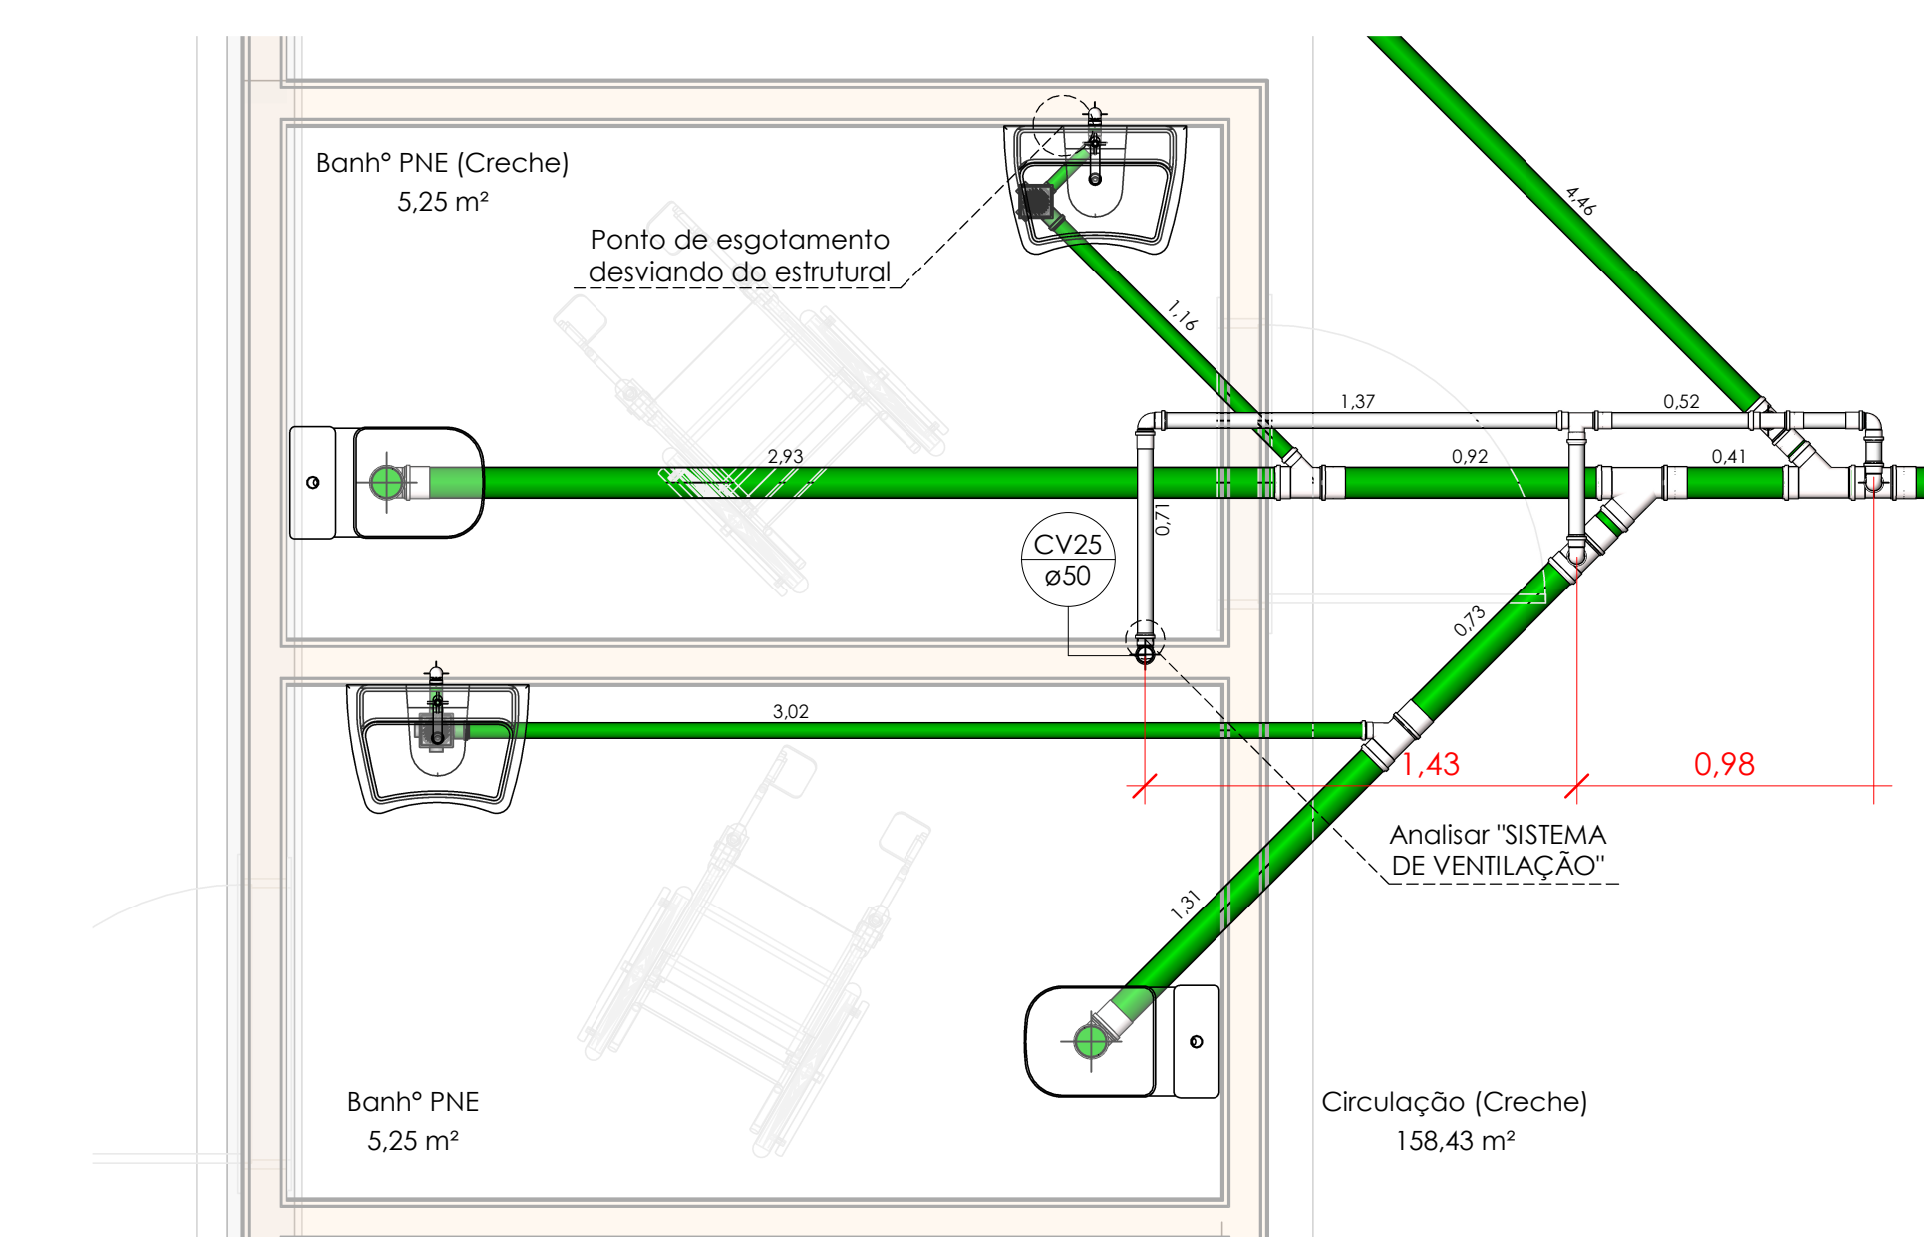 Banhº PNE (Creche)
5,25 m²
Ponto de esgotamento
desviando do estrutural
4,46
1,16
1,37
0,52
2,93
0,92
0,41
0,71
CV25
ø50
0,73
3,02
1,43
0,98
Analisar "SISTEMA
DE VENTILAÇÃO"
1,31
Banhº PNE
5,25 m²
Circulação (Creche)
158,43 m²